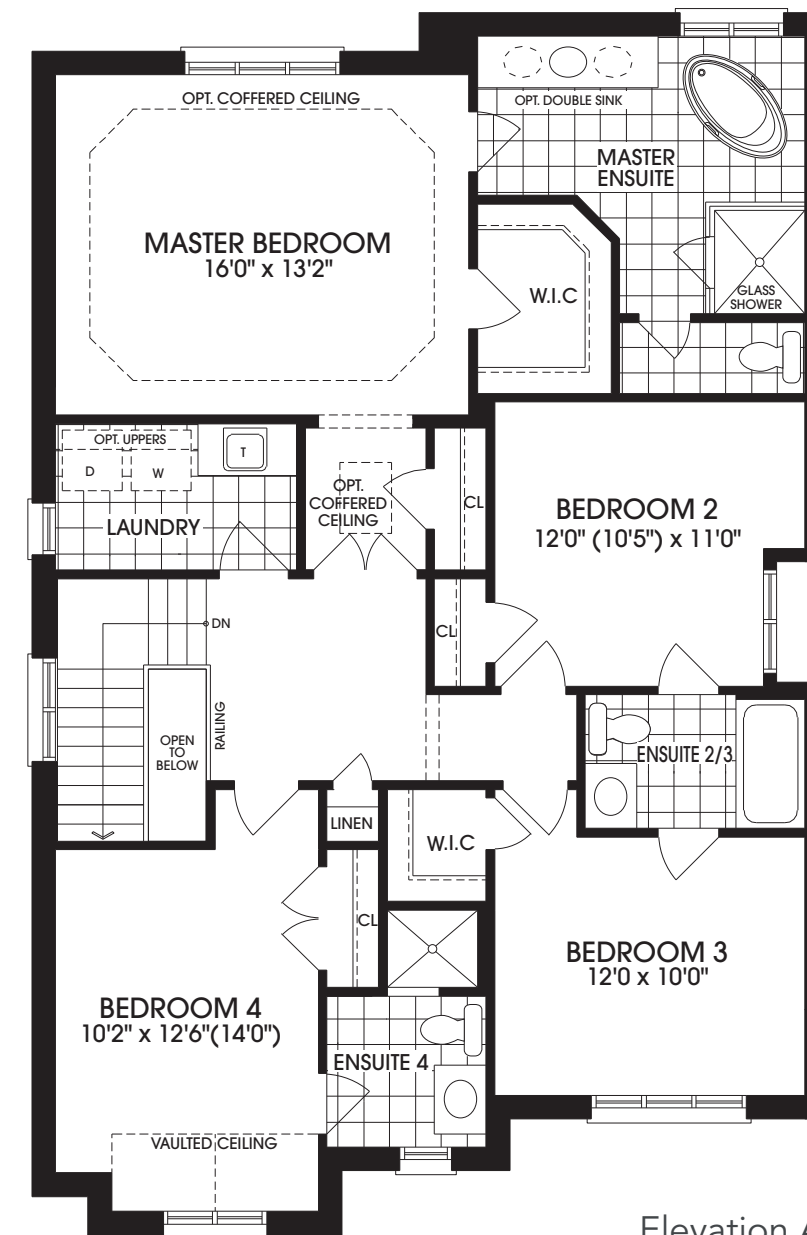 OPT. COFFERED CEILING
OPT. DOUBLE SINK
MASTER
ENSUITE
MASTER BEDROOM
16'0" x 13'2"
W.I.C
GLASS
SHOWER
OPT. UPPERS
D
W
T
LAUNDRY
OPT.
COFFERED
CEILING
CL
BEDROOM 2
12'0" (10'5") x 11'0"
CL
DN
RAILING
OPEN
TO
BELOW
ENSUITE 2/3
LINEN
W.I.C
CL
BEDROOM 3
12'0 x 10'0"
BEDROOM 4
10'2" x 12'6"(14'0")
ENSUITE 4
VAULTED CEILING
Elevation A